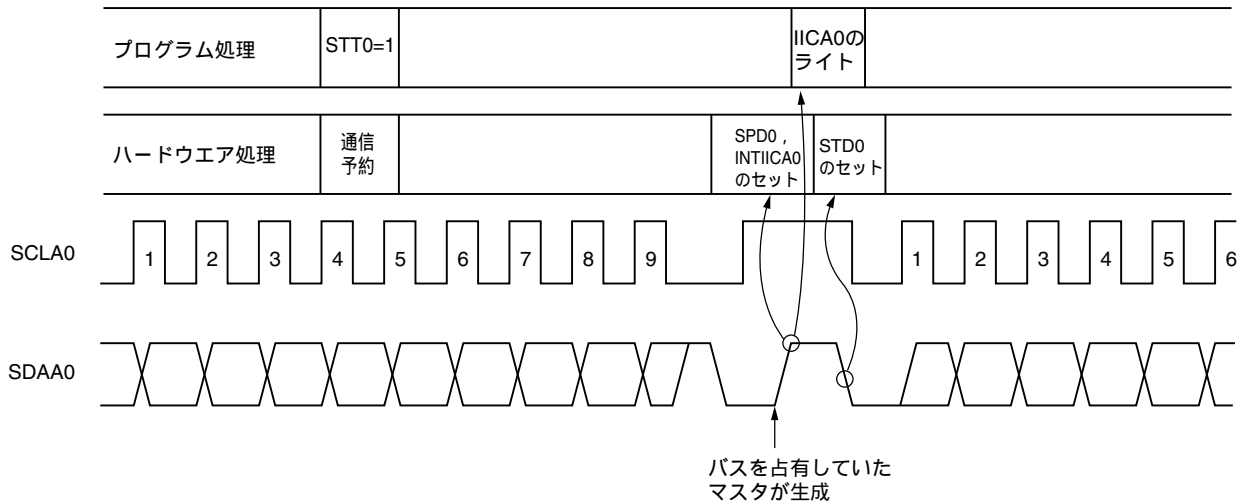 プログラム処理
STT0=1
IICA0の
ライト
ハードウエア処理
通信
予約
SPD0 ,
INTIICA0
のセット
STD0
のセット
SCLA0
1 2 3 4 5 6 7 8 9 1 2 3 4 5 6
SDAA0
バスを占有していた
マスタが生成